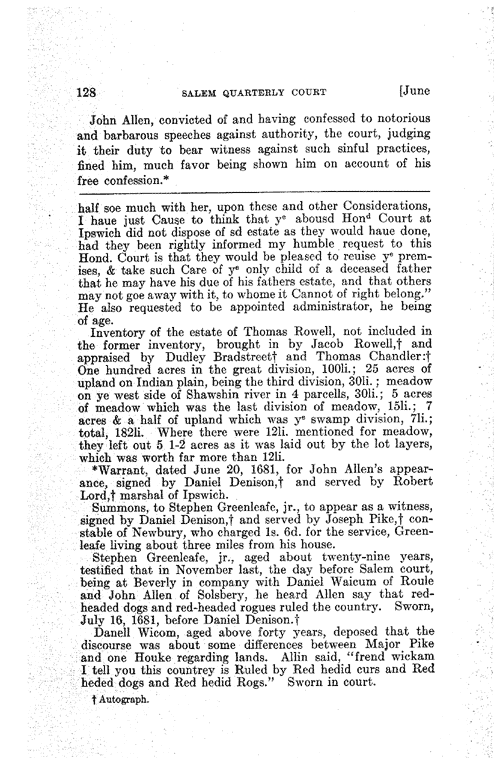 128 SALEM QUARTERLY COURT [June
John Allen, convicted of and having confessed to notorious
and barbarous speeches against authority, the court, judging
it their duty to bear witness against such sinful practices,
fined him, much favor being shown him on account of his
free confession.*
half soe much with her, upon these and other Considerations,
I haue just Cause to think that yᵉ abousd Honᵈ Court at
Ipswich did not dispose of sd estate as they would haue done,
had they been rightly informed my humble request to this
Hond. Court is that they would be pleased to reuise yᵉ prem-
ises, & take such Care of yᵉ only child of a deceased father
that he may have his due of his fathers estate, and that others
may not goe away with it, to whome it Cannot of right belong."
He also requested to be appointed administrator, he being
of age.
Inventory of the estate of Thomas Rowell, not included in
the former inventory, brought in by Jacob Rowell,† and
appraised by Dudley Bradstreet† and Thomas Chandler:†
One hundred acres in the great division, 100li.; 25 acres of
upland on Indian plain, being the third division, 30li.; meadow
on ye west side of Shawshin river in 4 parcells, 30li.; 5 acres
of meadow which was the last division of meadow, 15li.; 7
acres & a half of upland which was yᵉ swamp division, 7li.;
total, 182li. Where there were 12li. mentioned for meadow,
they left out 5 1-2 acres as it was laid out by the lot layers,
which was worth far more than 12li.
*Warrant, dated June 20, 1681, for John Allen's appear-
ance, signed by Daniel Denison,† and served by Robert
Lord,† marshal of Ipswich.
Summons, to Stephen Greenleafe, jr., to appear as a witness,
signed by Daniel Denison,† and served by Joseph Pike,† con-
stable of Newbury, who charged 1s. 6d. for the service, Green-
leafe living about three miles from his house.
Stephen Greenleafe, jr., aged about twenty-nine years,
testified that in November last, the day before Salem court,
being at Beverly in company with Daniel Waicum of Roule
and John Allen of Solsbery, he heard Allen say that red-
headed dogs and red-headed rogues ruled the country. Sworn,
July 16, 1681, before Daniel Denison.†
Danell Wicom, aged above forty years, deposed that the
discourse was about some differences between Major Pike
and one Houke regarding lands. Allin said, "frend wickam
I tell you this countrey is Ruled by Red hedid curs and Red
heded dogs and Red hedid Rogs." Sworn in court.
† Autograph.